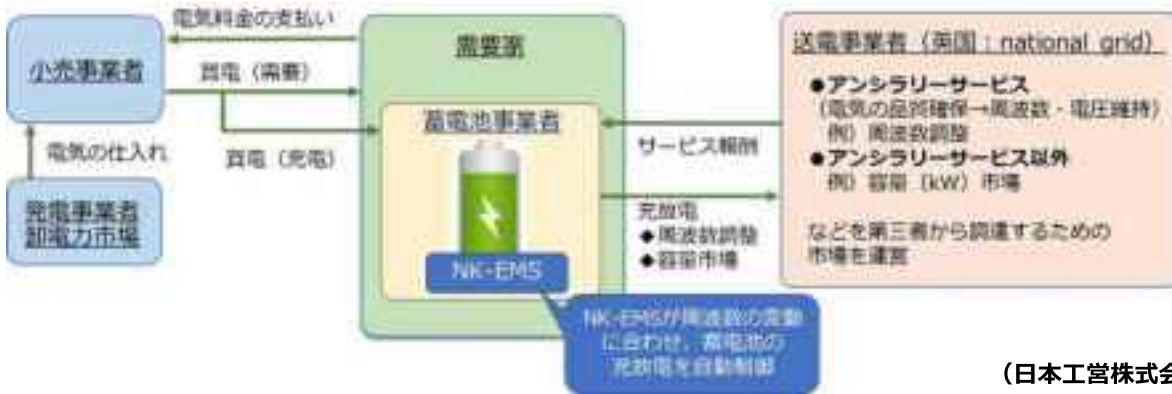 電気料金の支払い
小売事業者
買電（需要）
電気の仕入れ
買電（充電）
発電事業者
卸電力市場
需要家
蓄電池事業者
NK-EMS
NK-EMSが周波数の変動
に合わせ、蓄電池の
充放電を自動制御
サービス報酬
充放電
◆周波数調整
◆容量市場
送電事業者（英国：national grid）
●アンシラリーサービス
（電気の品質確保→周波数・電圧維持）
例）周波数調整
●アンシラリーサービス以外
例）容量（kW）市場
などを第三者から調達するための
市場を運営
（日本工営株式会